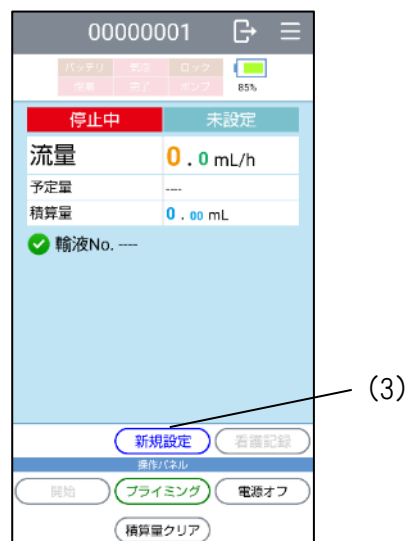 00000001
バッテリ 気泡 ロック
閉塞 完了 ポンプ 85%
停止中 未設定
流量 0.0 mL/h
予定量 ----
積算量 0.00 mL
輸液No. ----
(3)
新規設定 看護記録
操作パネル
開始 プライミング 電源オフ
積算量クリア